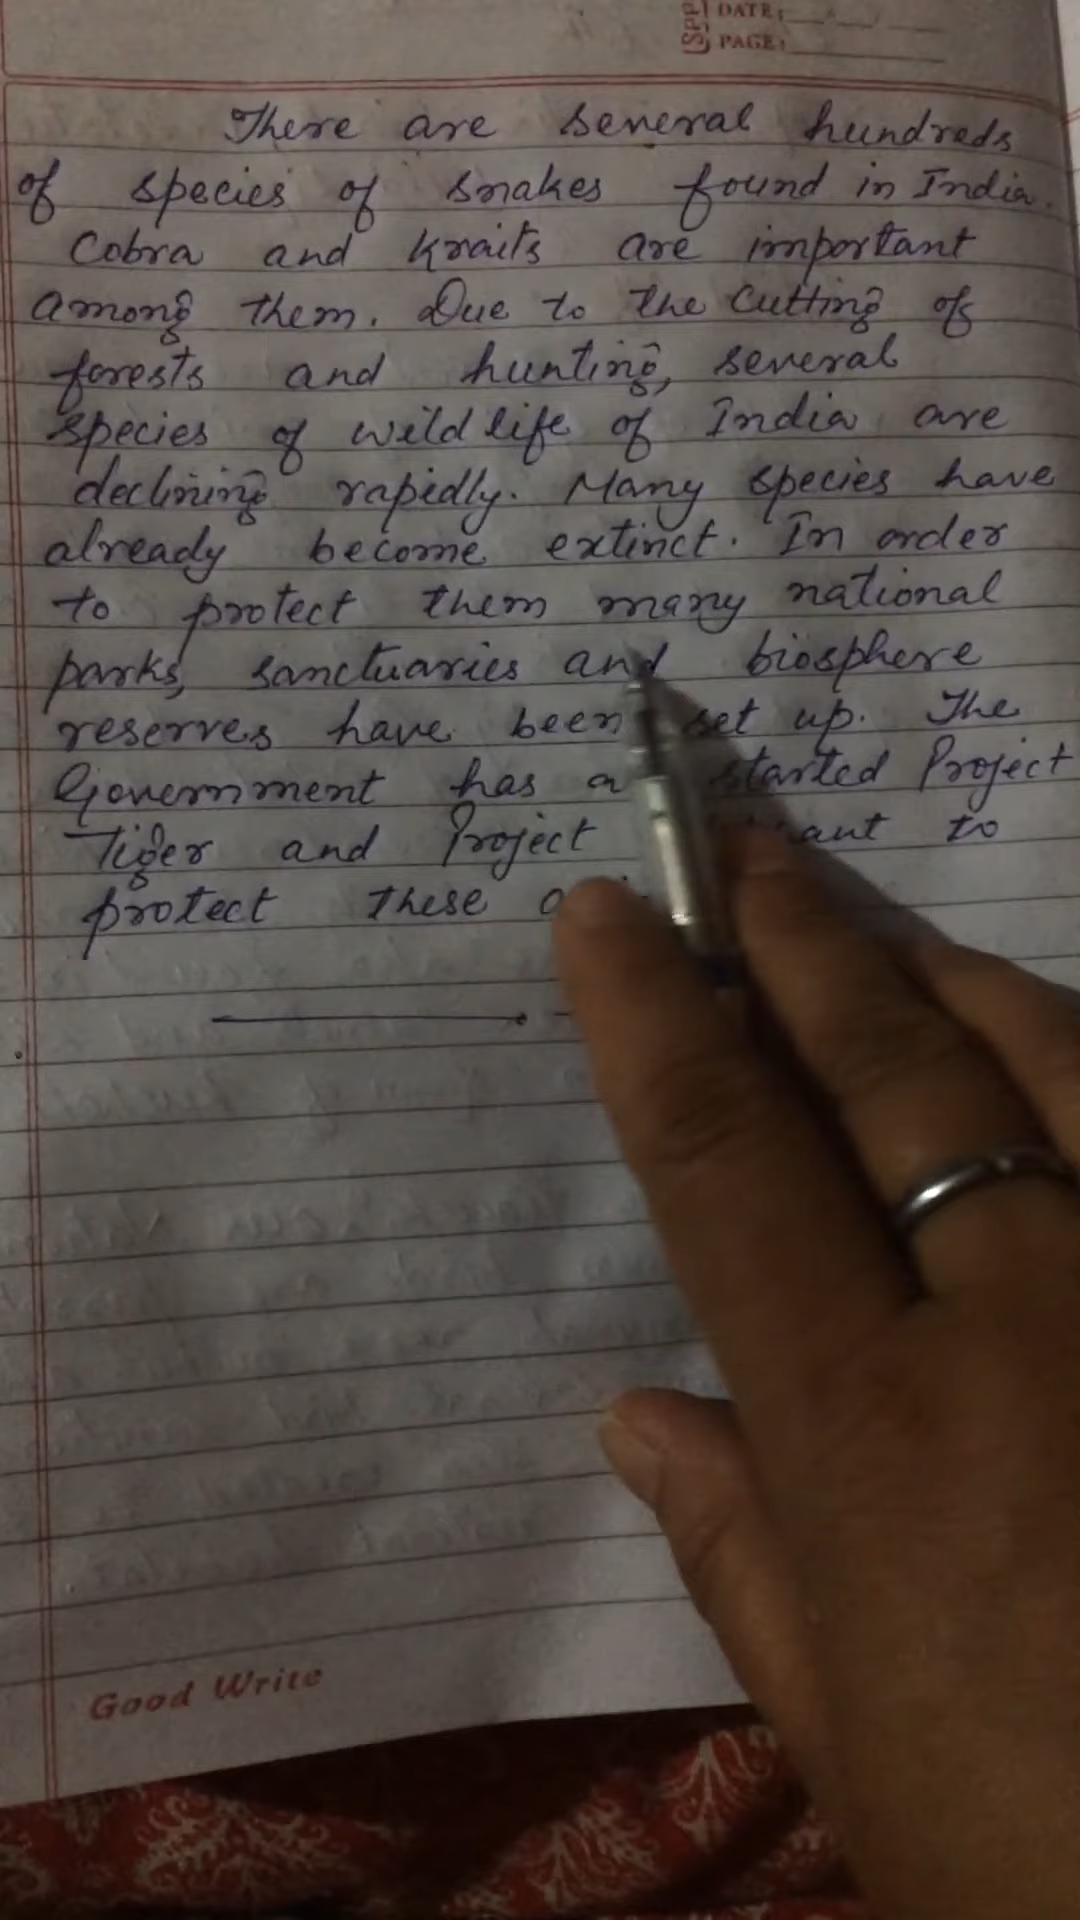 SPP DATE:
PAGE:
There are several hundreds
of species of snakes found in India.
Cobra and kraits are important
among them. Due to the cutting of
forests and hunting, several
species of wild life of India are
declining rapidly. Many species have
already become extinct. In order
to protect them many national
parks, sanctuaries and biosphere
reserves have been set up. The
Government has started Project
Tiger and Project to
protect these
Good Write